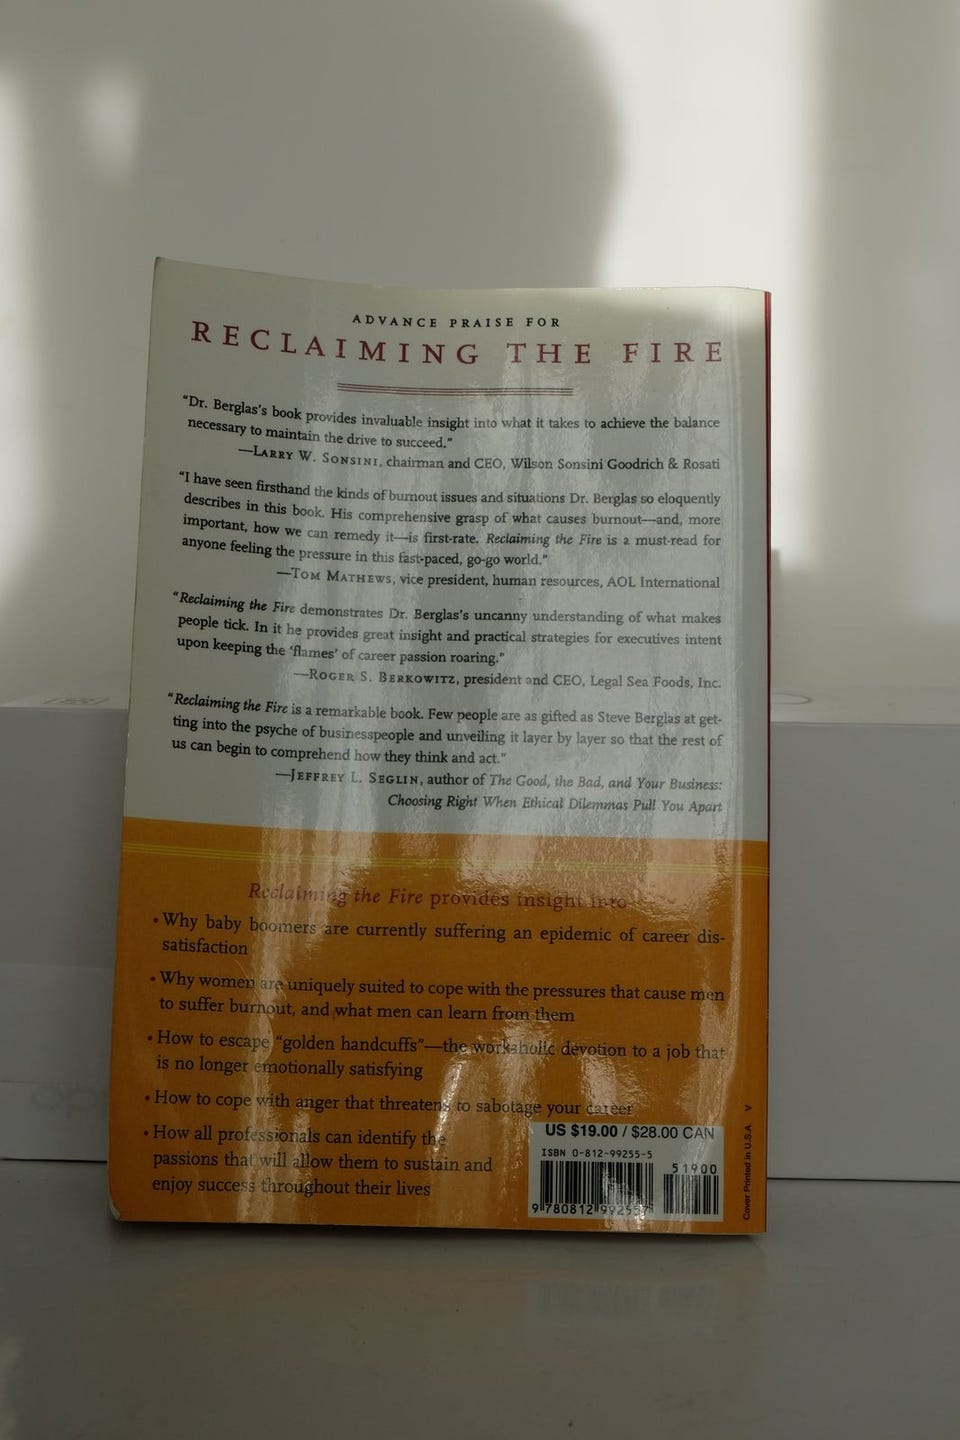 ADVANCE PRAISE FOR
RECLAIMING THE FIRE
“Dr. Berglas’s book provides invaluable insight into what it takes to achieve the balance
necessary to maintain the drive to succeed.”
—LARRY W. SONSINI, chairman and CEO, Wilson Sonsini Goodrich & Rosati
“I have seen firsthand the kinds of burnout issues and situations Dr. Berglas so eloquently
describes in this book. His comprehensive grasp of what causes burnout—and, more
important, how we can remedy it—is first-rate. Reclaiming the Fire is a must-read for
anyone feeling the pressure in this fast-paced, go-go world.”
—TOM MATHEWS, vice president, human resources, AOL International
“Reclaiming the Fire demonstrates Dr. Berglas’s uncanny understanding of what makes
people tick. In it he provides great insight and practical strategies for executives intent
upon keeping the ‘flames’ of career passion roaring.”
—ROGER S. BERKOWITZ, president and CEO, Legal Sea Foods, Inc.
“Reclaiming the Fire is a remarkable book. Few people are as gifted as Steve Berglas at get-
ting into the psyche of businesspeople and unveiling it layer by layer so that the rest of
us can begin to comprehend how they think and act.”
—JEFFREY L. SEGLIN, author of The Good, the Bad, and Your Business:
Choosing Right When Ethical Dilemmas Pull You Apart
Reclaiming the Fire provides insight into
• Why baby boomers are currently suffering an epidemic of career dis-
satisfaction
• Why women are uniquely suited to cope with the pressures that cause men
to suffer burnout, and what men can learn from them
• How to escape “golden handcuffs”—the workaholic devotion to a job that
is no longer emotionally satisfying
• How to cope with anger that threatens to sabotage your career
• How all professionals can identify the
passions that will allow them to sustain and
enjoy success throughout their lives
US $19.00 / $28.00 CAN
ISBN 0-812-99255-5
51900
9 780812 992557
Cover Printed in U.S.A. V